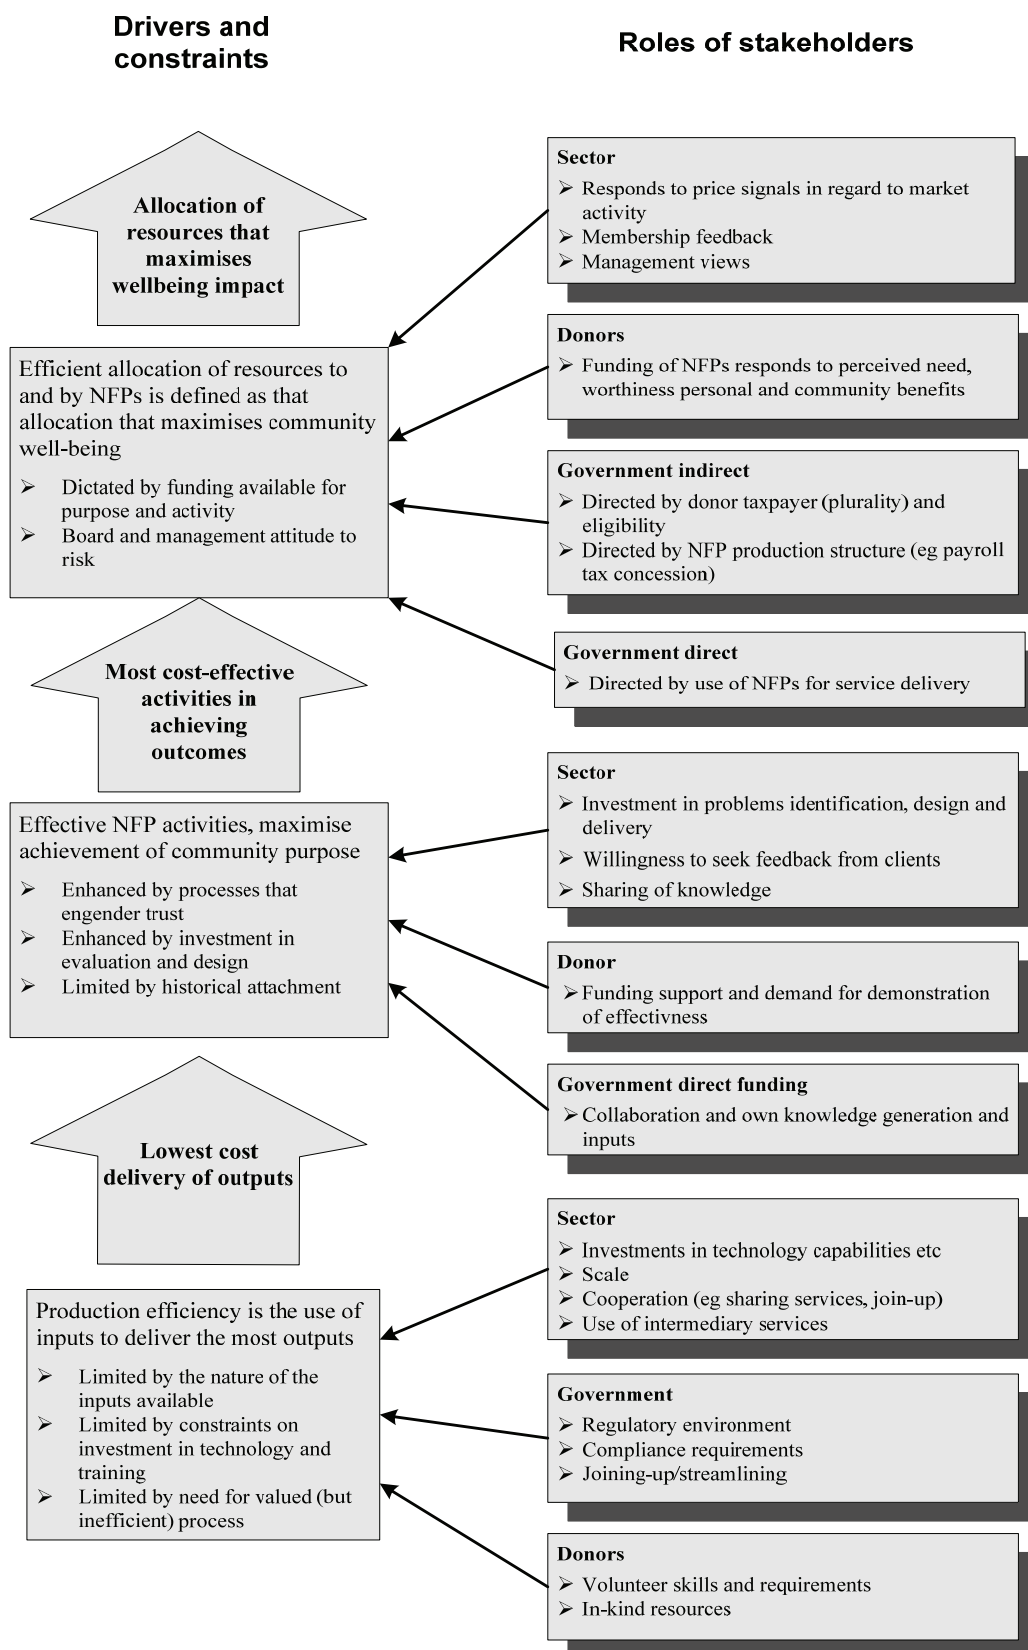 Drivers and
constraints
Roles of stakeholders
Allocation of
resources that
maximises
wellbeing impact
Efficient allocation of resources to
and by NFPs is defined as that
allocation that maximises community
well-being
➢ Dictated by funding available for
purpose and activity
➢ Board and management attitude to
risk
Sector
➢ Responds to price signals in regard to market
activity
➢ Membership feedback
➢ Management views
Donors
➢ Funding of NFPs responds to perceived need,
worthiness personal and community benefits
Government indirect
➢ Directed by donor taxpayer (plurality) and
eligibility
➢ Directed by NFP production structure (eg payroll
tax concession)
Government direct
➢ Directed by use of NFPs for service delivery
Most cost-effective
activities in
achieving
outcomes
Effective NFP activities, maximise
achievement of community purpose
➢ Enhanced by processes that
engender trust
➢ Enhanced by investment in
evaluation and design
➢ Limited by historical attachment
Sector
➢ Investment in problems identification, design and
delivery
➢ Willingness to seek feedback from clients
➢ Sharing of knowledge
Donor
➢ Funding support and demand for demonstration
of effectivness
Government direct funding
➢ Collaboration and own knowledge generation and
inputs
Lowest cost
delivery of outputs
Production efficiency is the use of
inputs to deliver the most outputs
➢ Limited by the nature of the
inputs available
➢ Limited by constraints on
investment in technology and
training
➢ Limited by need for valued (but
inefficient) process
Sector
➢ Investments in technology capabilities etc
➢ Scale
➢ Cooperation (eg sharing services, join-up)
➢ Use of intermediary services
Government
➢ Regulatory environment
➢ Compliance requirements
➢ Joining-up/streamlining
Donors
➢ Volunteer skills and requirements
➢ In-kind resources